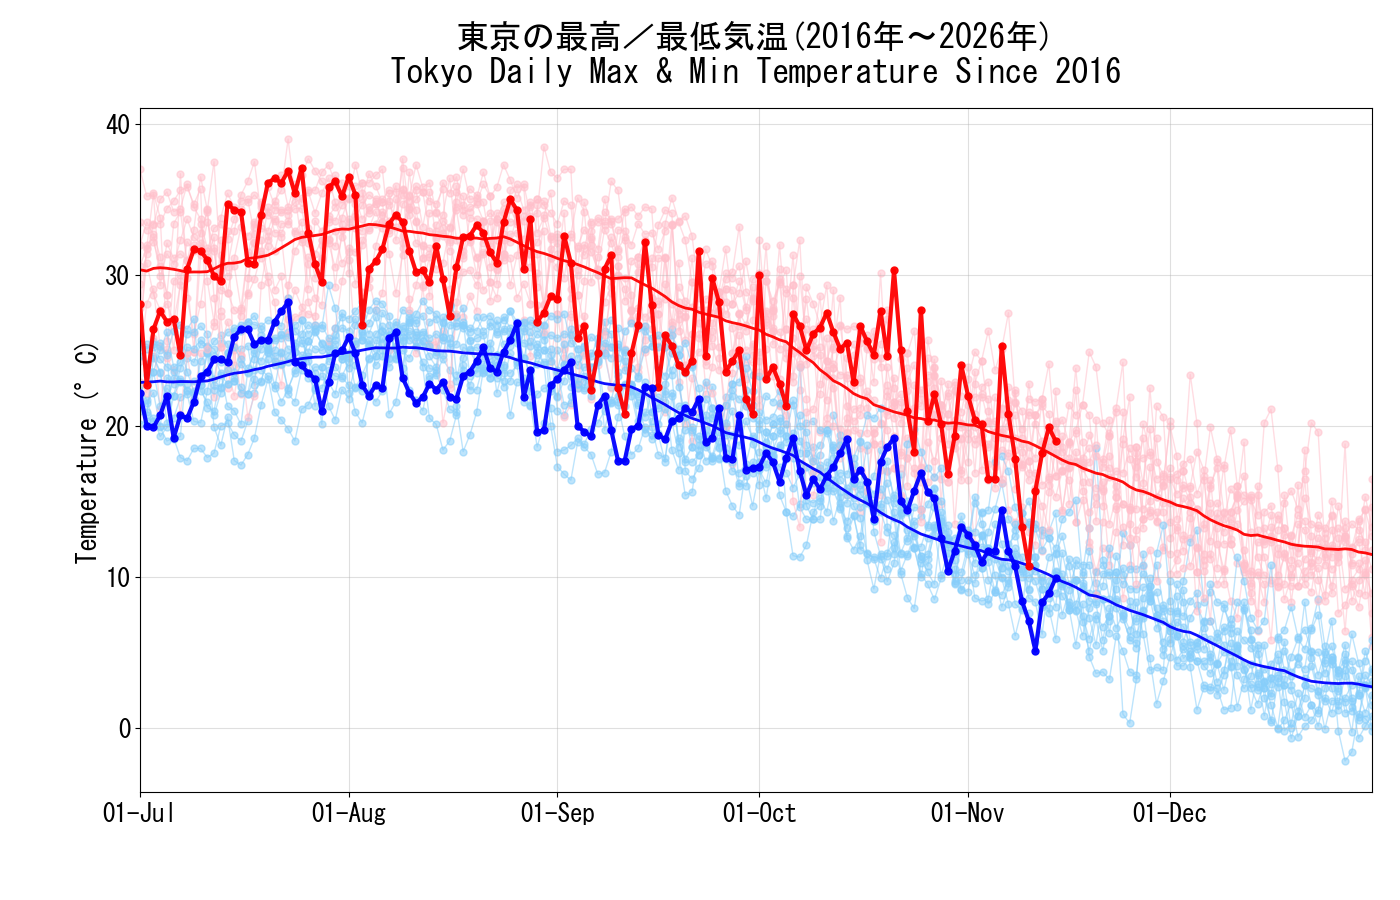 東京の最高／最低気温(2016年～2026年)
Tokyo Daily Max & Min Temperature Since 2016
Temperature (°C)
40
30
20
10
0
01-Jul
01-Aug
01-Sep
01-Oct
01-Nov
01-Dec